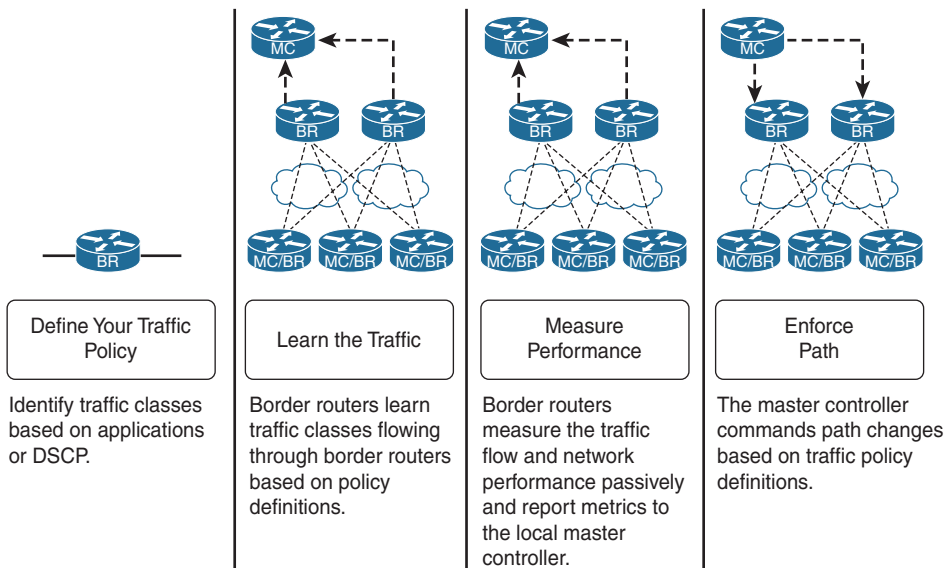 BR
Define Your Traffic
Policy
Identify traffic classes
based on applications
or DSCP.
MC
BR
BR
MC/BR
MC/BR
MC/BR
Learn the Traffic
Border routers learn
traffic classes flowing
through border routers
based on policy
definitions.
MC
BR
BR
MC/BR
MC/BR
MC/BR
Measure
Performance
Border routers
measure the traffic
flow and network
performance passively
and report metrics to
the local master
controller.
MC
BR
BR
MC/BR
MC/BR
MC/BR
Enforce
Path
The master controller
commands path changes
based on traffic policy
definitions.